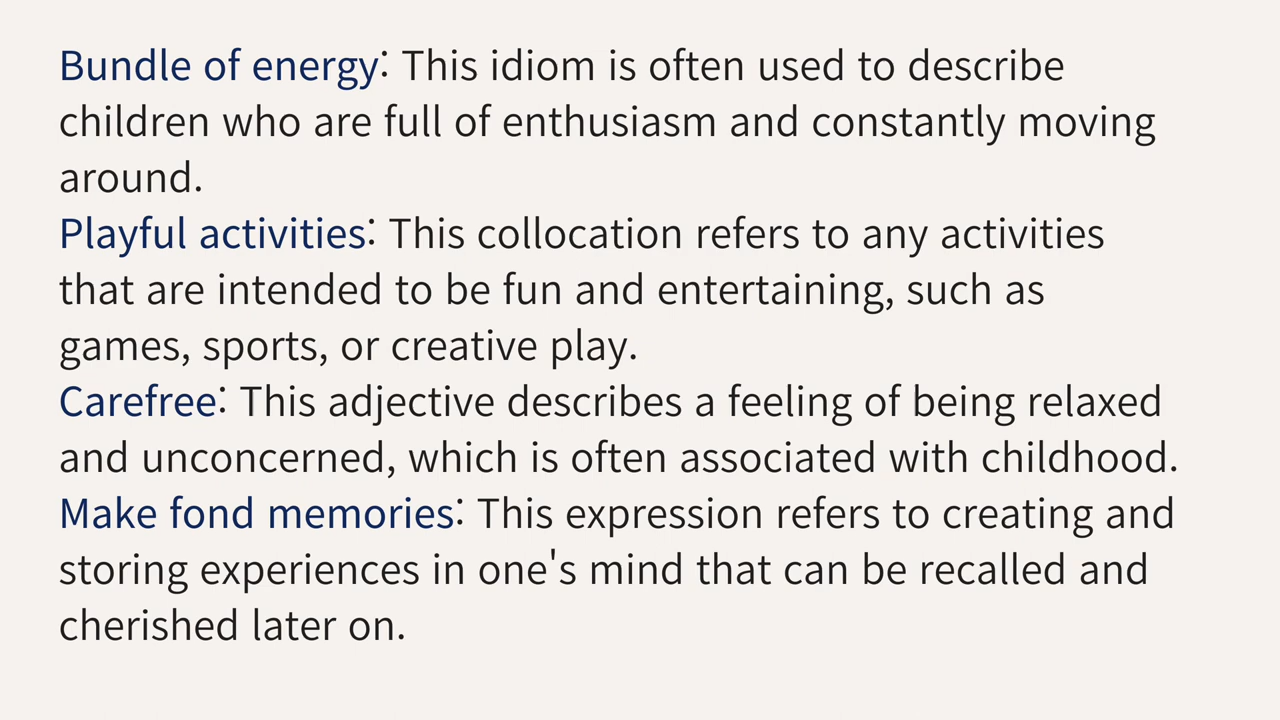 Bundle of energy: This idiom is often used to describe
children who are full of enthusiasm and constantly moving
around.
Playful activities: This collocation refers to any activities
that are intended to be fun and entertaining, such as
games, sports, or creative play.
Carefree: This adjective describes a feeling of being relaxed
and unconcerned, which is often associated with childhood.
Make fond memories: This expression refers to creating and
storing experiences in one's mind that can be recalled and
cherished later on.